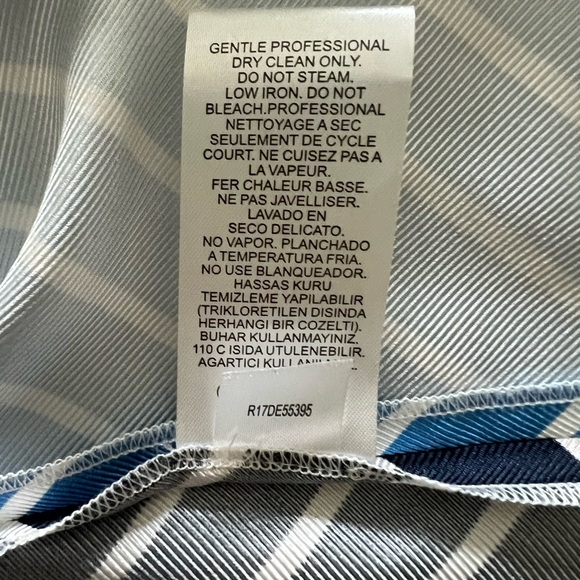 GENTLE PROFESSIONAL
DRY CLEAN ONLY.
DO NOT STEAM.
LOW IRON. DO NOT
BLEACH.PROFESSIONAL
NETTOYAGE A SEC
SEULEMENT DE CYCLE
COURT. NE CUISEZ PAS A
LA VAPEUR.
FER CHALEUR BASSE.
NE PAS JAVELLISER.
LAVADO EN
SECO DELICATO.
NO VAPOR. PLANCHADO
A TEMPERATURA FRIA.
NO USE BLANQUEADOR.
HASSAS KURU
TEMIZLEME YAPILABILIR
(TRIKLORETILEN DISINDA
HERHANGI BIR COZELTI).
BUHAR KULLANMAYINIZ.
110 C ISIDA UTULENEBILIR.
AGARTICI
R17DE55395